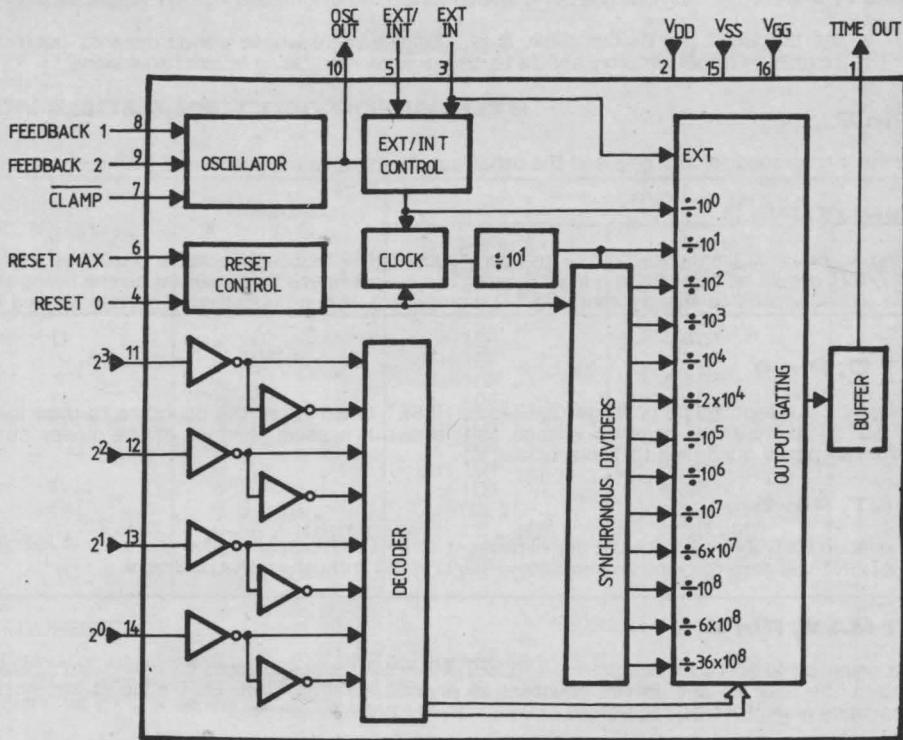 OSC OUT
EXT/ INT
EXT IN
VDD
VSS
VGG
TIME OUT
10
5
3
2
15
16
1
FEEDBACK 1 8
FEEDBACK 2 9
CLAMP 7
OSCILLATOR
EXT/INT CONTROL
RESET MAX 6
RESET 0 4
RESET CONTROL
CLOCK
÷10¹
2³ 11
2² 12
2¹ 13
2⁰ 14
DECODER
SYNCHRONOUS DIVIDERS
EXT
÷10⁰
÷10¹
÷10²
÷10³
÷10⁴
÷2x10⁴
÷10⁵
÷10⁶
÷10⁷
÷6x10⁷
÷10⁸
÷6x10⁸
÷36x10⁸
OUTPUT GATING
BUFFER